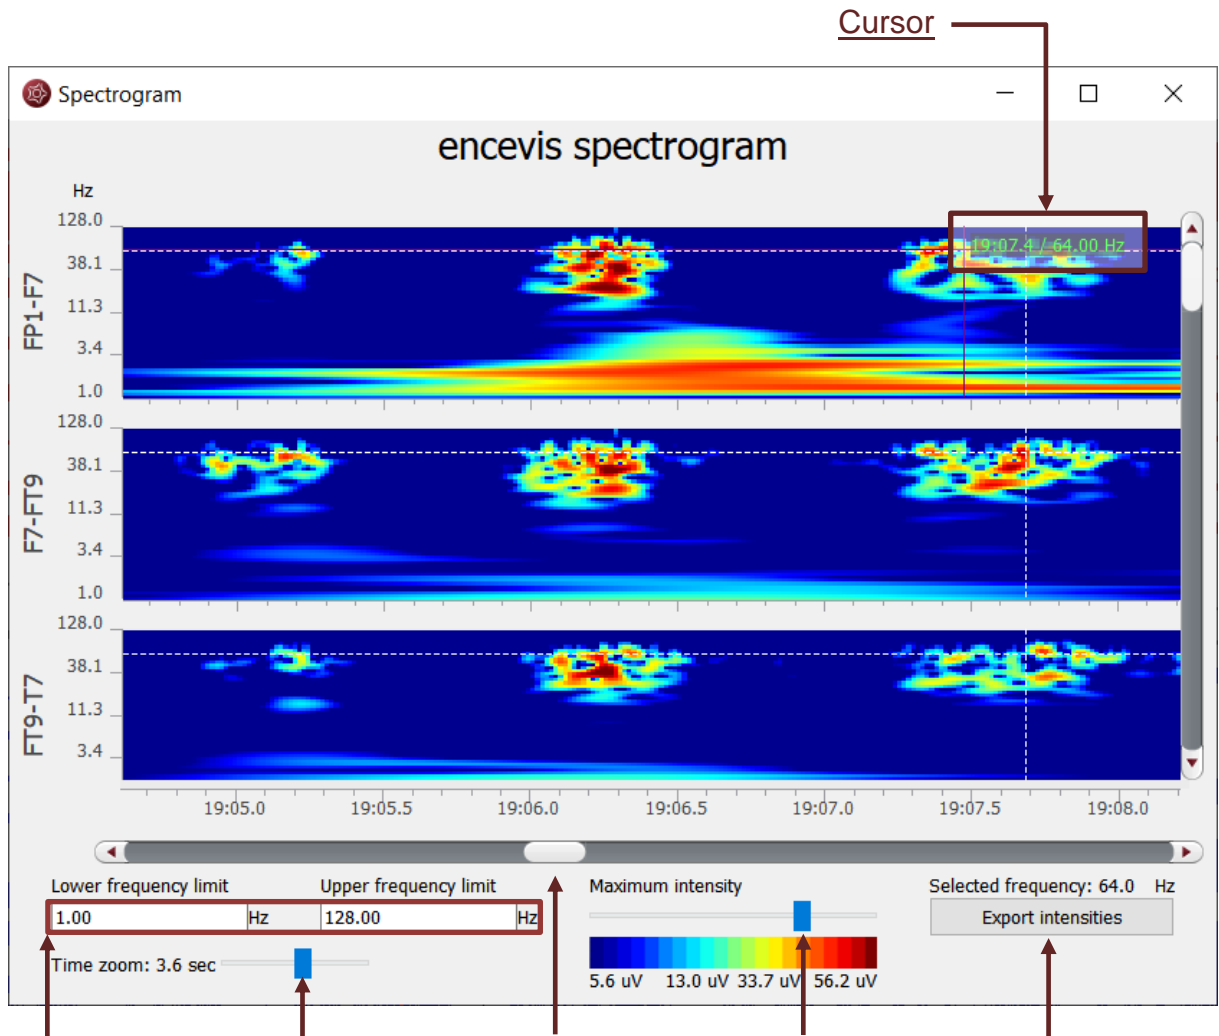 Cursor
Spectrogram
encevis spectrogram
Hz
128.0
38.1
11.3
3.4
1.0
FP1-F7
19:07.4 / 64.00 Hz
128.0
38.1
11.3
3.4
1.0
F7-FT9
128.0
38.1
11.3
3.4
FT9-T7
19:05.0 19:05.5 19:06.0 19:06.5 19:07.0 19:07.5 19:08.0
Lower frequency limit Upper frequency limit Maximum intensity Selected frequency: 64.0 Hz
1.00 Hz 128.00 Hz Export intensities
Time zoom: 3.6 sec
5.6 uV 13.0 uV 33.7 uV 56.2 uV